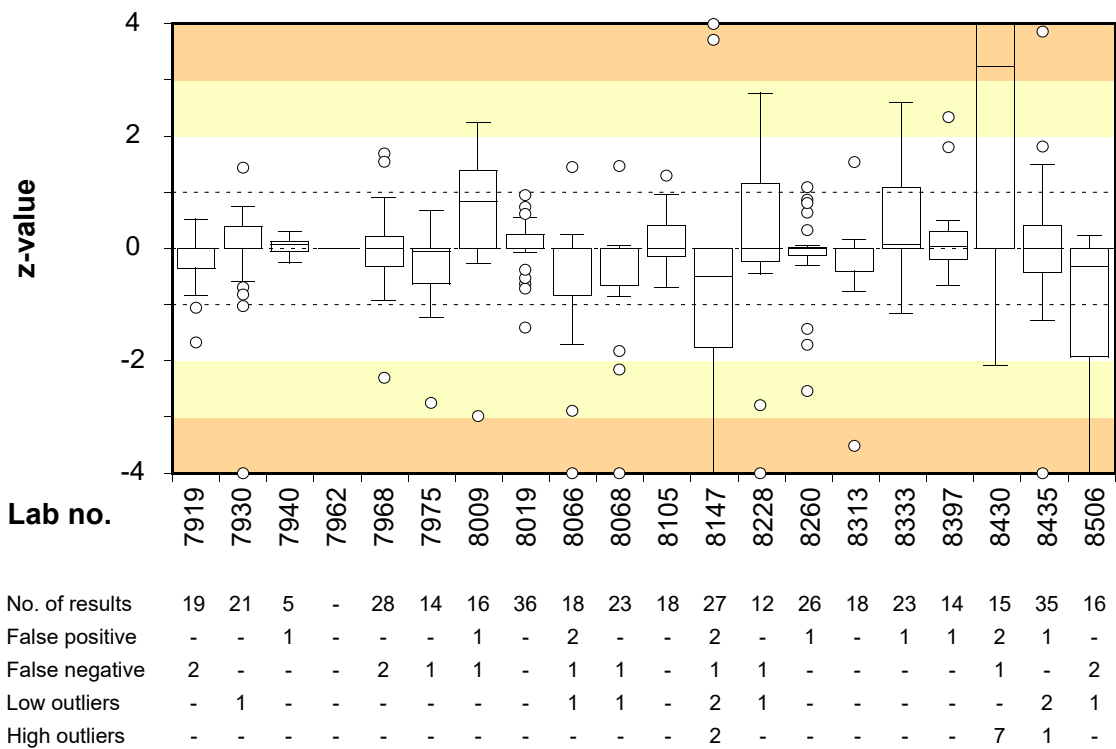 4
2
0
-2
-4
z-value
Lab no.
7919 7930 7940 7962 7968 7975 8009 8019 8066 8068 8105 8147 8228 8260 8313 8333 8397 8430 8435 8506
No. of results 19 21 5 - 28 14 16 36 18 23 18 27 12 26 18 23 14 15 35 16
False positive - - 1 - - - 1 - 2 - - 2 - 1 - 1 1 2 1 -
False negative 2 - - - 2 1 1 - 1 1 - 1 1 - - - - 1 - 2
Low outliers - 1 - - - - - - 1 1 - 2 1 - - - - - 2 1
High outliers - - - - - - - - - - - 2 - - - - - 7 1 -